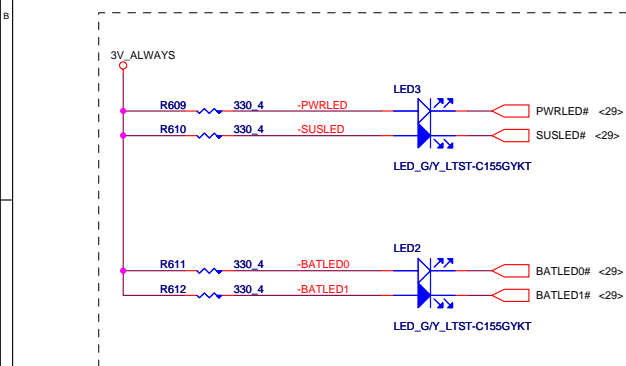 B
3V_ALWAYS
LED3
R609 330_4 -PWRLED PWRLED# <29>
R610 330_4 -SUSLED SUSLED# <29>
LED_G/Y_LTST-C155GYKT
LED2
R611 330_4 -BATLED0 BATLED0# <29>
R612 330_4 -BATLED1 BATLED1# <29>
LED_G/Y_LTST-C155GYKT